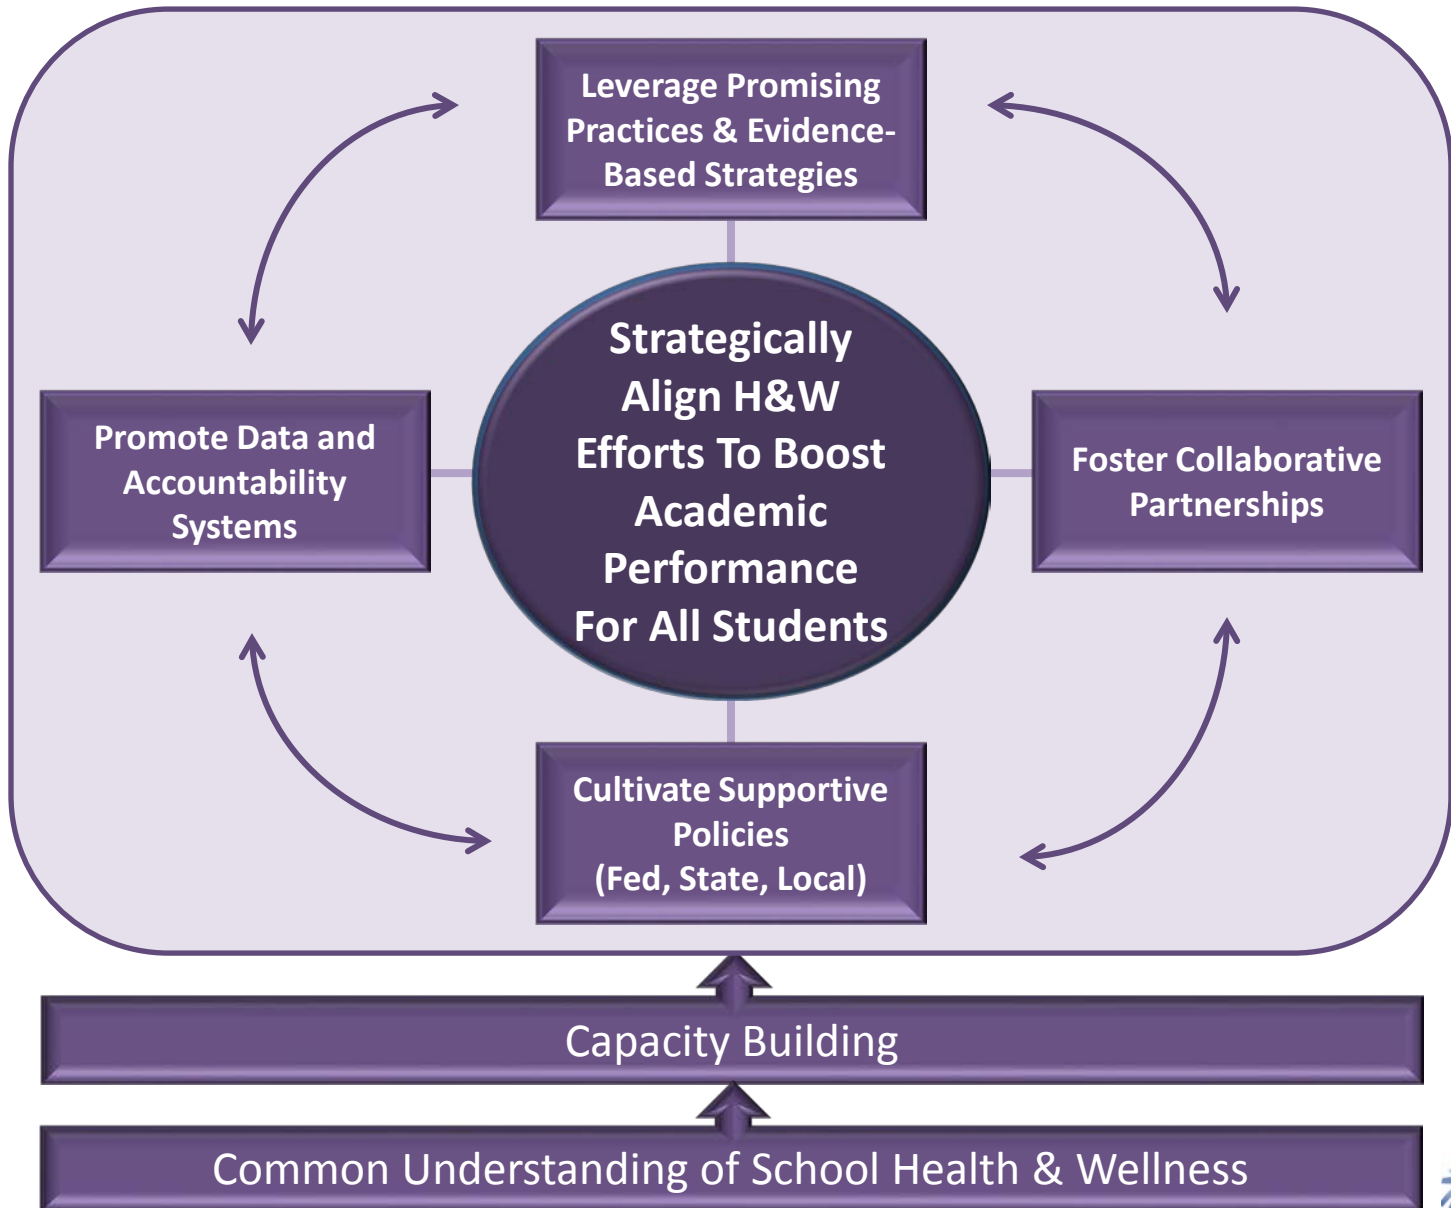 Leverage Promising
Practices & Evidence-
Based Strategies
Strategically
Align H&W
Efforts To Boost
Academic
Performance
For All Students
Promote Data and
Accountability
Systems
Foster Collaborative
Partnerships
Cultivate Supportive
Policies
(Fed, State, Local)
Capacity Building
Common Understanding of School Health & Wellness